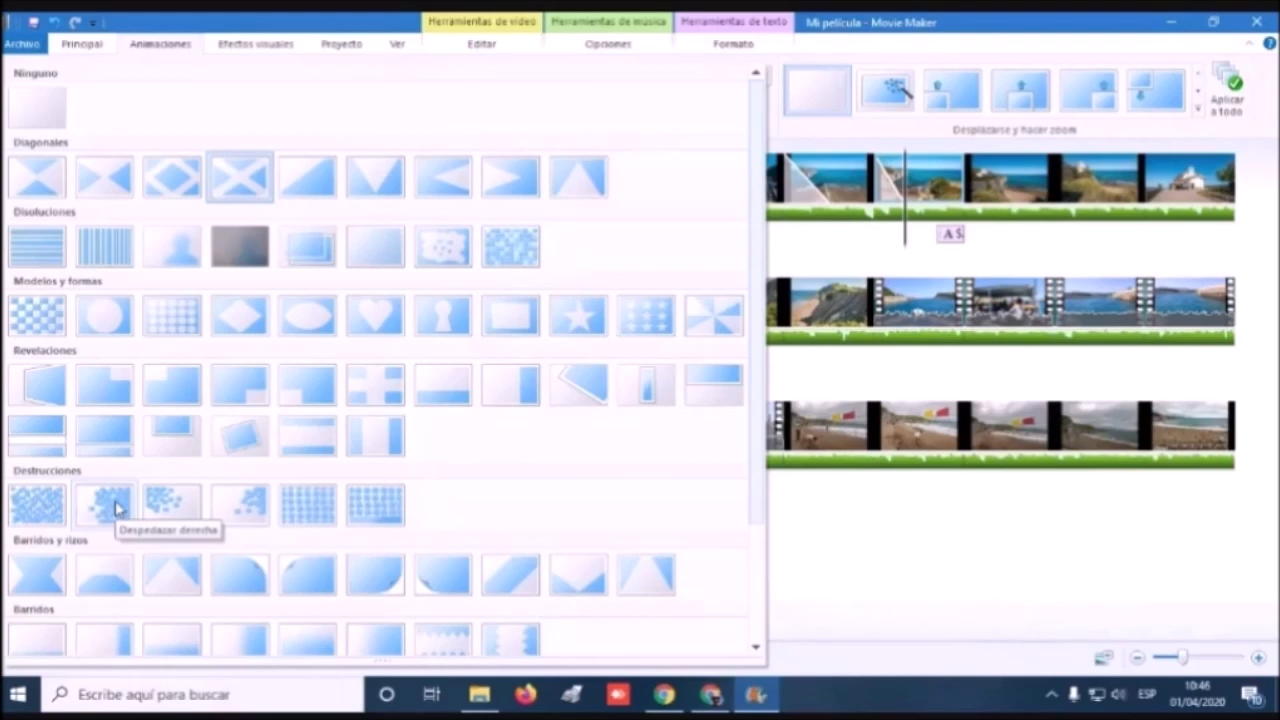 Herramientas de vídeo Herramientas de música Herramientas de texto Mi película - Movie Maker
Archivo Principal Animaciones Efectos visuales Proyecto Ver Editar Opciones Formato
Ninguno
Diagonales
Disoluciones
Modelos y formas
Revelaciones
Destrucciones
Despedazar derecha
Barridos y rizos
Barridos
Aplicar
a todo
Desplazarse y hacer zoom
Escribe aquí para buscar
ESP
10:46
01/04/2020
10